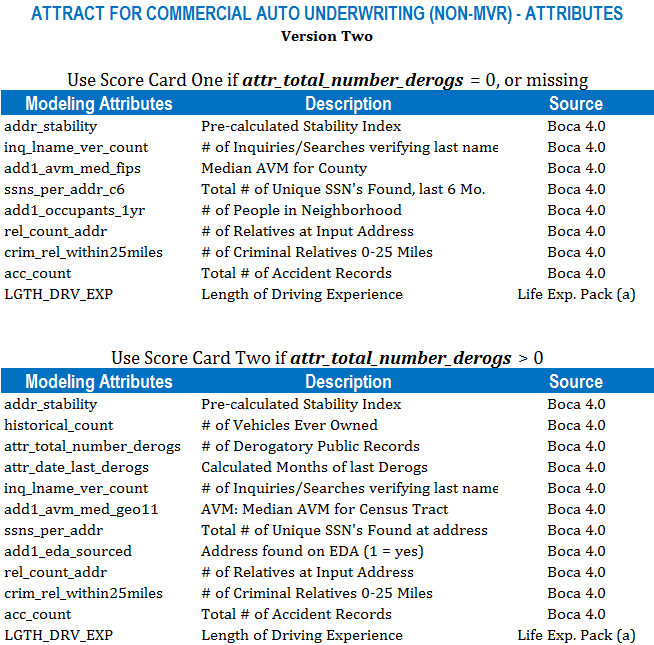 ATTRACT FOR COMMERCIAL AUTO UNDERWRITING (NON-MVR) - ATTRIBUTES
Version Two
Use Score Card One if attr_total_number_derogs = 0, or missing
Modeling Attributes Description Source
addr_stability Pre-calculated Stability Index Boca 4.0
inq_lname_ver_count # of Inquiries/Searches verifying last name Boca 4.0
add1_avm_med_fips Median AVM for County Boca 4.0
ssns_per_addr_c6 Total # of Unique SSN's Found, last 6 Mo. Boca 4.0
add1_occupants_1yr # of People in Neighborhood Boca 4.0
rel_count_addr # of Relatives at Input Address Boca 4.0
crim_rel_within25miles # of Criminal Relatives 0-25 Miles Boca 4.0
acc_count Total # of Accident Records Boca 4.0
LGTH_DRV_EXP Length of Driving Experience Life Exp. Pack (a)
Use Score Card Two if attr_total_number_derogs > 0
Modeling Attributes Description Source
addr_stability Pre-calculated Stability Index Boca 4.0
historical_count # of Vehicles Ever Owned Boca 4.0
attr_total_number_derogs # of Derogatory Public Records Boca 4.0
attr_date_last_derogs Calculated Months of last Derogs Boca 4.0
inq_lname_ver_count # of Inquiries/Searches verifying last name Boca 4.0
add1_avm_med_geo11 AVM: Median AVM for Census Tract Boca 4.0
ssns_per_addr Total # of Unique SSN's Found at address Boca 4.0
add1_eda_sourced Address found on EDA (1 = yes) Boca 4.0
rel_count_addr # of Relatives at Input Address Boca 4.0
crim_rel_within25miles # of Criminal Relatives 0-25 Miles Boca 4.0
acc_count Total # of Accident Records Boca 4.0
LGTH_DRV_EXP Length of Driving Experience Life Exp. Pack (a)